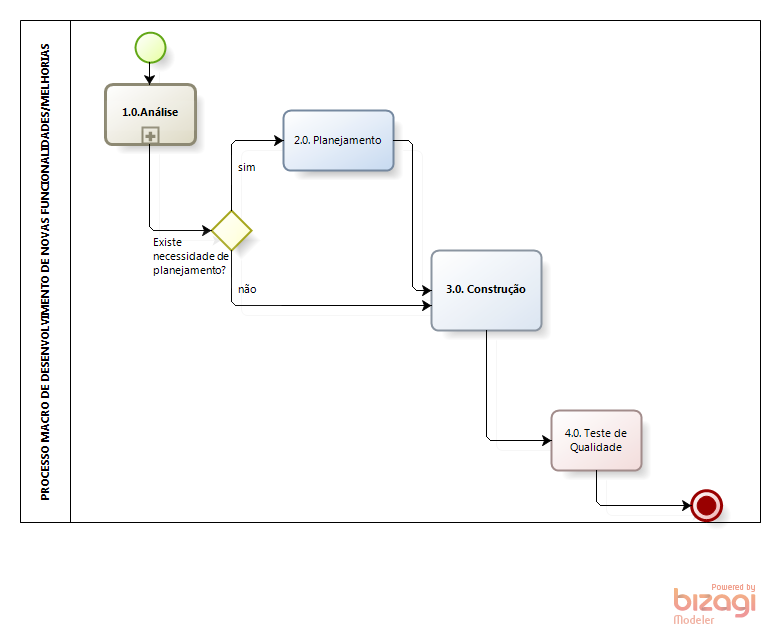 PROCESSO MACRO DE DESENVOLVIMENTO DE NOVAS FUNCIONALIDADES/MELHORIAS
1.0.Análise
2.0. Planejamento
sim
Existe
necessidade de
planejamento?
não
3.0. Construção
4.0. Teste de
Qualidade
Powered by
bizagi
Modeler